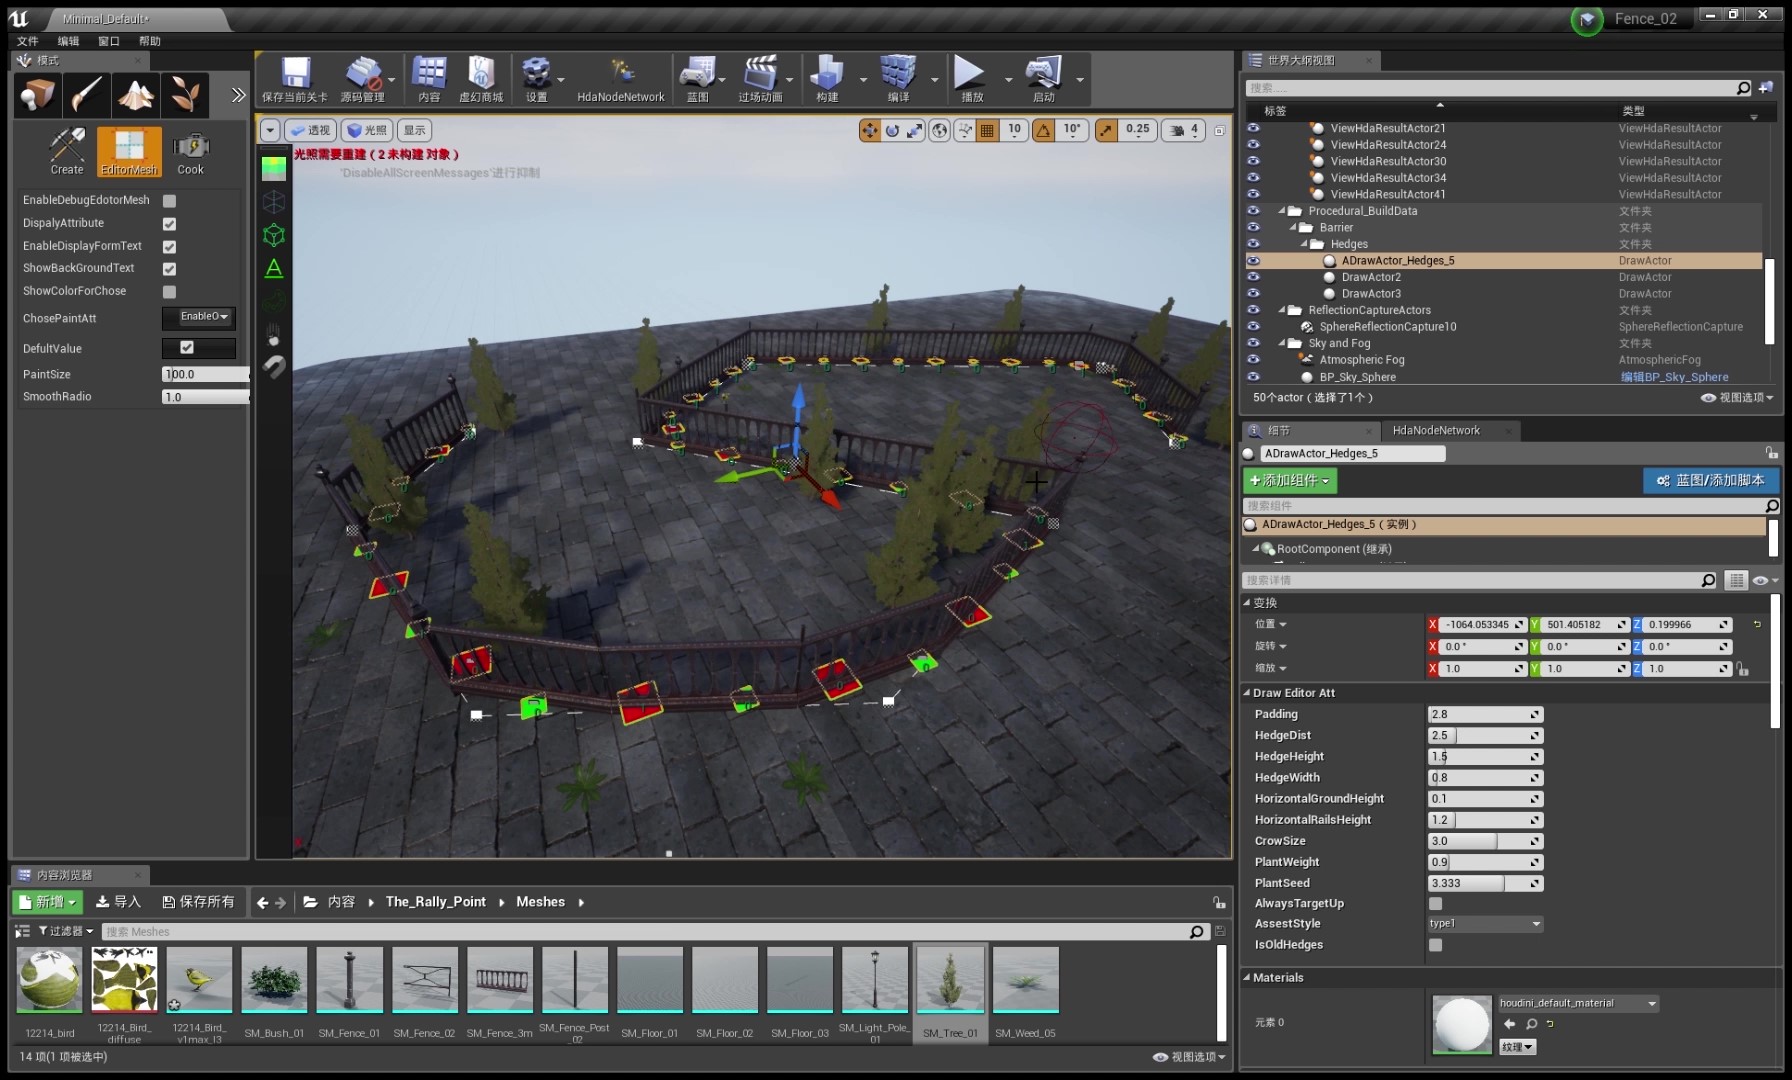 Minimal_Default*
Fence_02
文件 编辑 窗口 帮助
模式
Create EditorMesh Cook
EnableDebugEdotorMesh
DispalyAttribute
EnableDisplayFormText
ShowBackGroundText
ShowColorForChose
ChosePaintAtt EnableO
DefultValue
PaintSize 100.0
SmoothRadio 1.0
保存当前关卡 源码管理 内容 虚幻商城 设置 HdaNodeNetwork 蓝图 过场动画 构建 编译 播放 启动
透视 光照 显示
10 10° 0.25 4
光照需要重建(2 未构建 对象)
'DisableAllScreenMessages'进行抑制
世界大纲视图
搜索......
标签 类型
ViewHdaResultActor21 ViewHdaResultActor
ViewHdaResultActor24 ViewHdaResultActor
ViewHdaResultActor30 ViewHdaResultActor
ViewHdaResultActor34 ViewHdaResultActor
ViewHdaResultActor41 ViewHdaResultActor
Procedural_BuildData 文件夹
Barrier 文件夹
Hedges 文件夹
ADrawActor_Hedges_5 DrawActor
DrawActor2 DrawActor
DrawActor3 DrawActor
ReflectionCaptureActors 文件夹
SphereReflectionCapture10 SphereReflectionCapture
Sky and Fog 文件夹
Atmospheric Fog AtmosphericFog
BP_Sky_Sphere 编辑BP_Sky_Sphere
50个actor(选择了1个) 视图选项
细节 HdaNodeNetwork
ADrawActor_Hedges_5
添加组件 蓝图/添加脚本
搜索组件
ADrawActor_Hedges_5(实例)
RootComponent (继承)
搜索详情
变换
位置 X -1064.053345 Y 501.405182 Z 0.199966
旋转 X 0.0 ° Y 0.0 ° Z 0.0 °
缩放 X 1.0 Y 1.0 Z 1.0
Draw Editor Att
Padding 2.8
HedgeDist 2.5
HedgeHeight 1.5
HedgeWidth 0.8
HorizontalGroundHeight 0.1
HorizontalRailsHeight 1.2
CrowSize 3.0
PlantWeight 0.9
PlantSeed 3.333
AlwaysTargetUp
AssestStyle type1
IsOldHedges
Materials
元素 0 houdini_default_material
纹理
内容浏览器
新增 导入 保存所有 内容 The_Rally_Point Meshes
过滤器 搜索 Meshes
12214_bird
12214_Bird_
diffuse
12214_Bird_
v1max_l3
SM_Bush_01
SM_Fence_01
SM_Fence_02
SM_Fence_3m
SM_Fence_Post
_02
SM_Floor_01
SM_Floor_02
SM_Floor_03
SM_Light_Pole_
01
SM_Tree_01
SM_Weed_05
14 项(1 项被选中) 视图选项